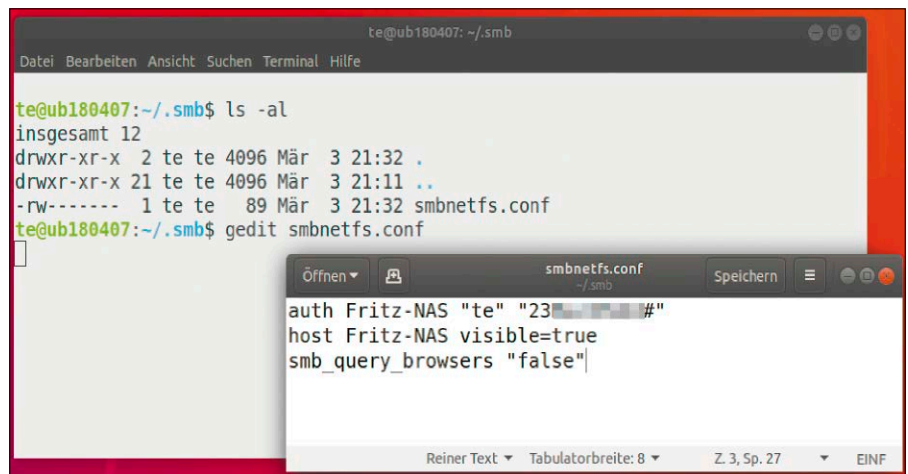 te@ub180407: ~/.smb
Datei Bearbeiten Ansicht Suchen Terminal Hilfe
te@ub180407:~/.smb$ ls -al
insgesamt 12
drwxr-xr-x  2 te te 4096 Mär  3 21:32 .
drwxr-xr-x 21 te te 4096 Mär  3 21:11 ..
-rw-------  1 te te   89 Mär  3 21:32 smbnetfs.conf
te@ub180407:~/.smb$ gedit smbnetfs.conf
Öffnen smbnetfs.conf Speichern
~/.smb
auth Fritz-NAS "te" "23 #"
host Fritz-NAS visible=true
smb_query_browsers "false"
Reiner Text Tabulatorbreite: 8 Z. 3, Sp. 27 EINF